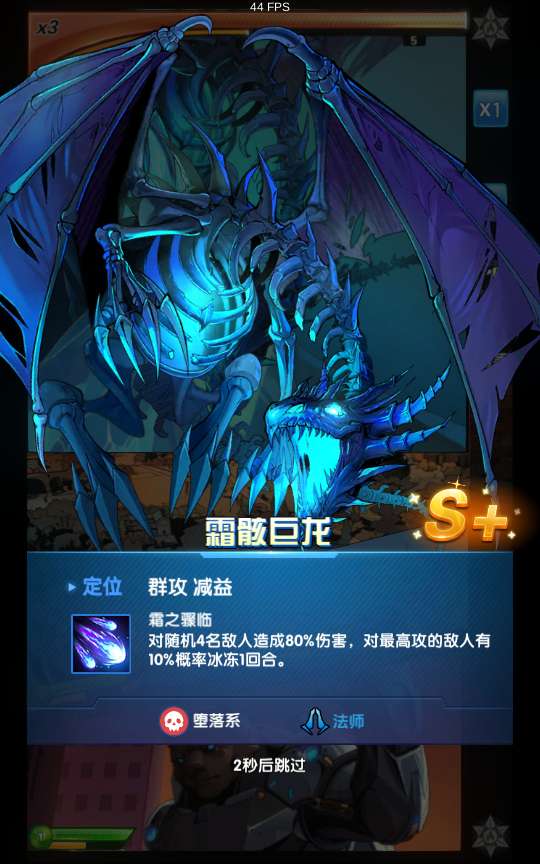 44 FPS
x3
5
X1
霜骸巨龙
S+
定位 群攻 减益
霜之骤临
对随机4名敌人造成80%伤害，对最高攻的敌人有
10%概率冰冻1回合。
堕落系 法师
2秒后跳过